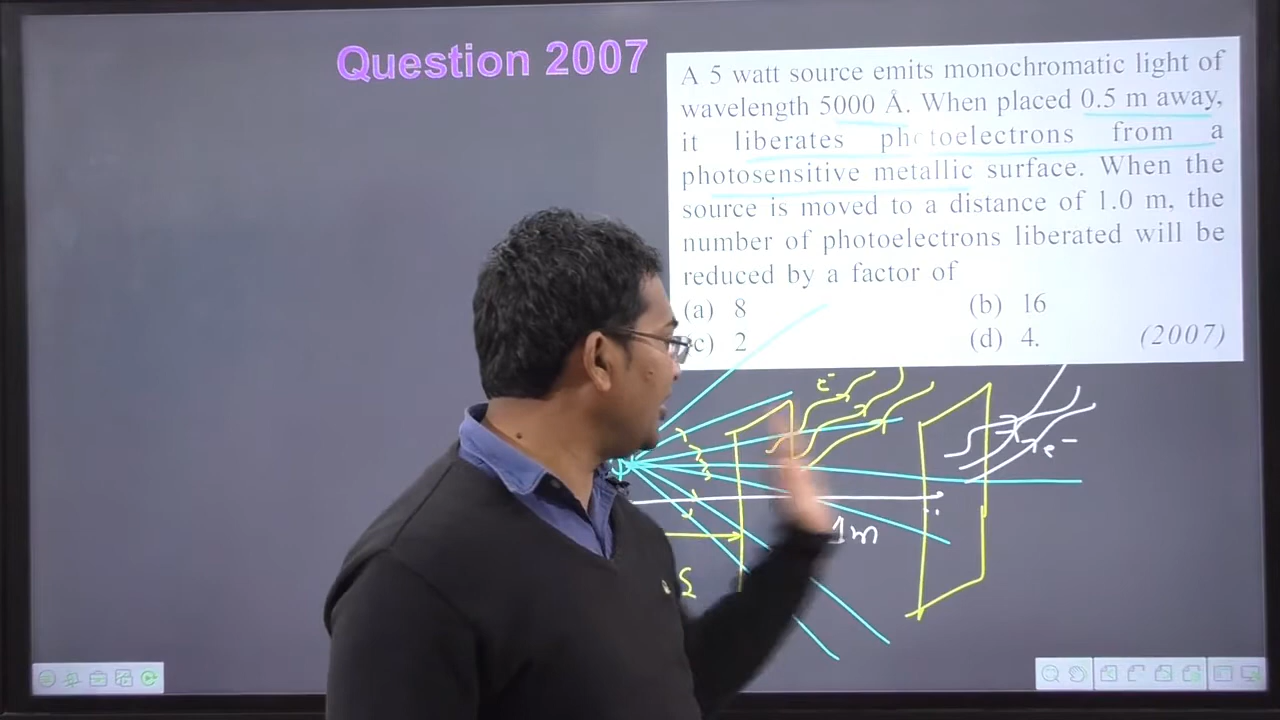 Question 2007
A 5 watt source emits monochromatic light of
wavelength 5000 Å. When placed 0.5 m away,
it liberates photoelectrons from a
photosensitive metallic surface. When the
source is moved to a distance of 1.0 m, the
number of photoelectrons liberated will be
reduced by a factor of
(a) 8 (b) 16
c) 2 (d) 4. (2007)
e⁻
e⁻
1m